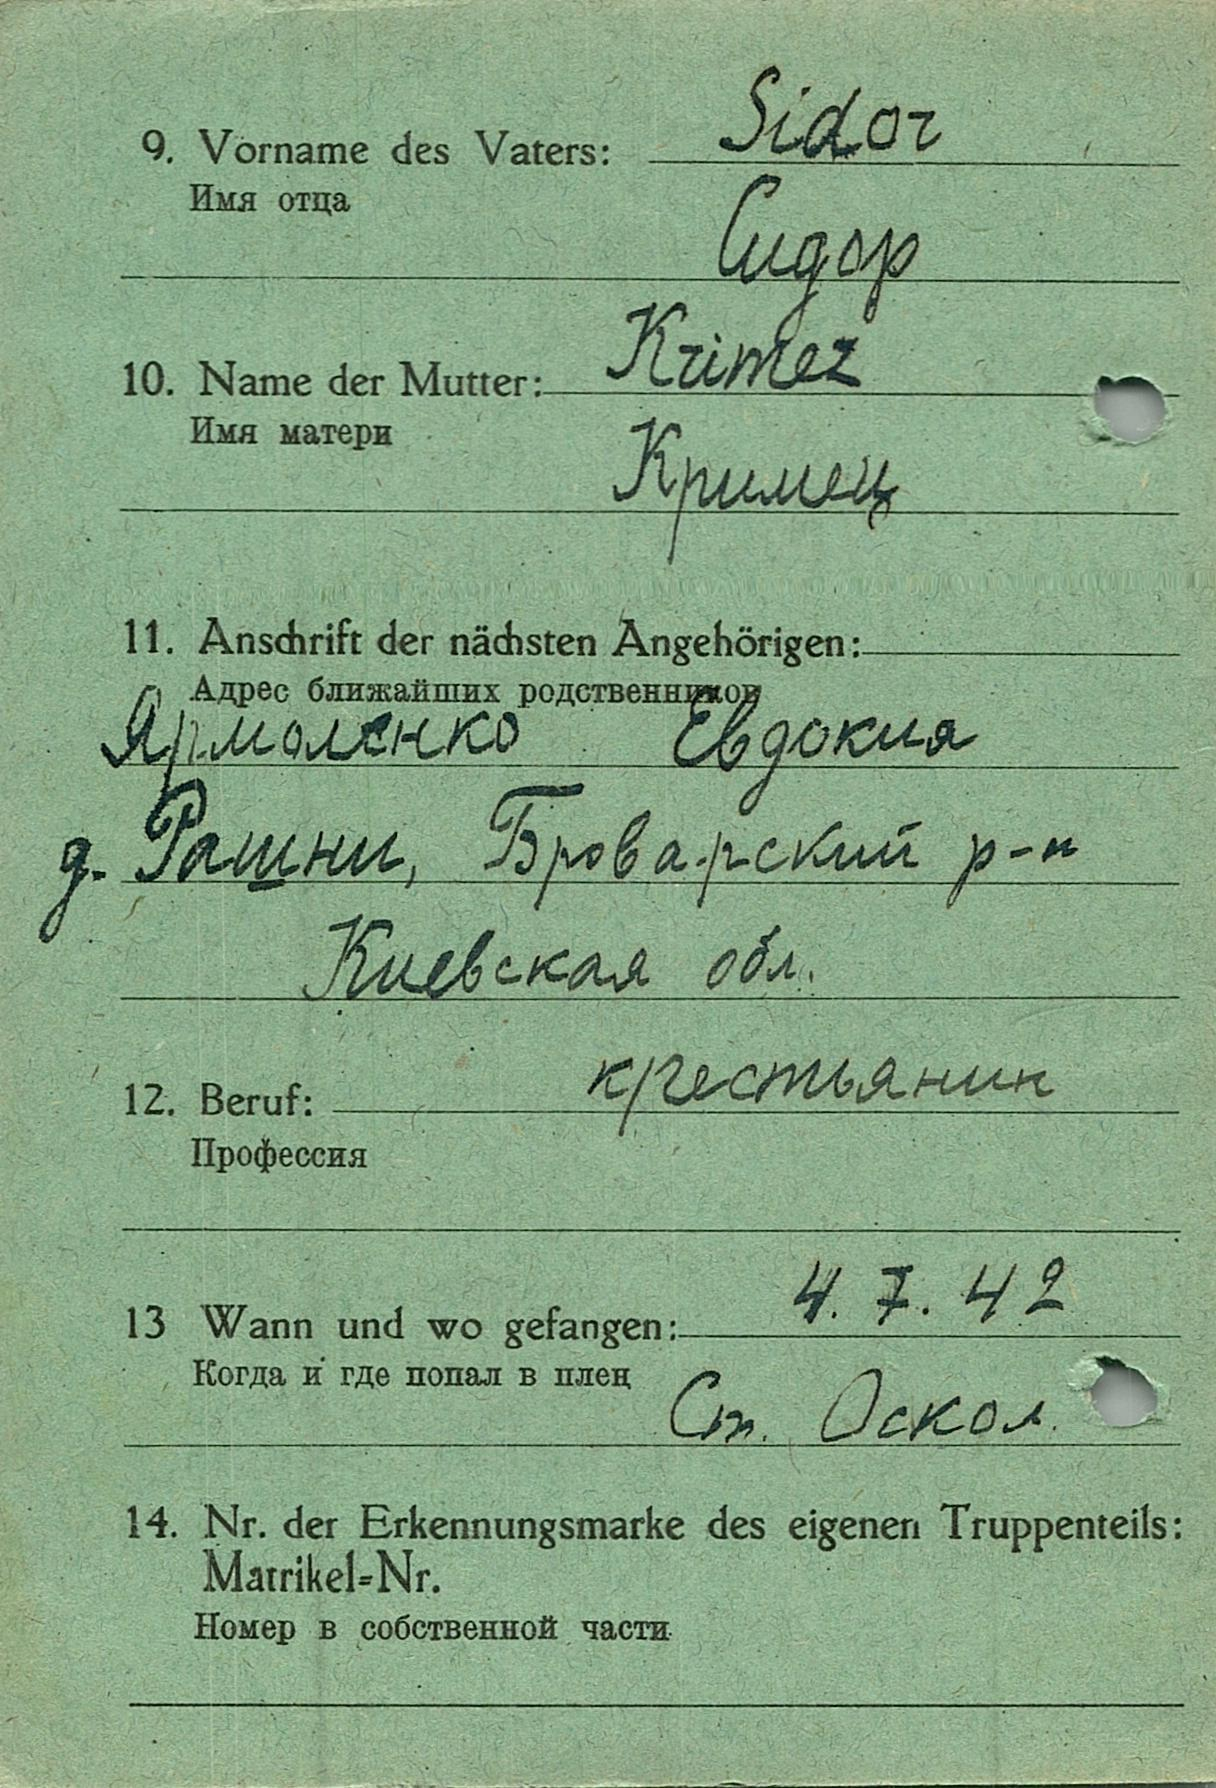 9. Vorname des Vaters: Sidor
Имя отца
Сидор
10. Name der Mutter: Krimez
Имя матери
Кримец
11. Anschrift der nächsten Angehörigen:
Адрес ближайших родственников
Ярмоленко Евдокия
д. Рашни, Броварский р-н
Киевская обл.
крестьянин
12. Beruf:
Профессия
4. 7. 42
13 Wann und wo gefangen:
Когда и где попал в плен
Ст. Оскол.
14. Nr. der Erkennungsmarke des eigenen Truppenteils:
Matrikel=Nr.
Номер в собственной части